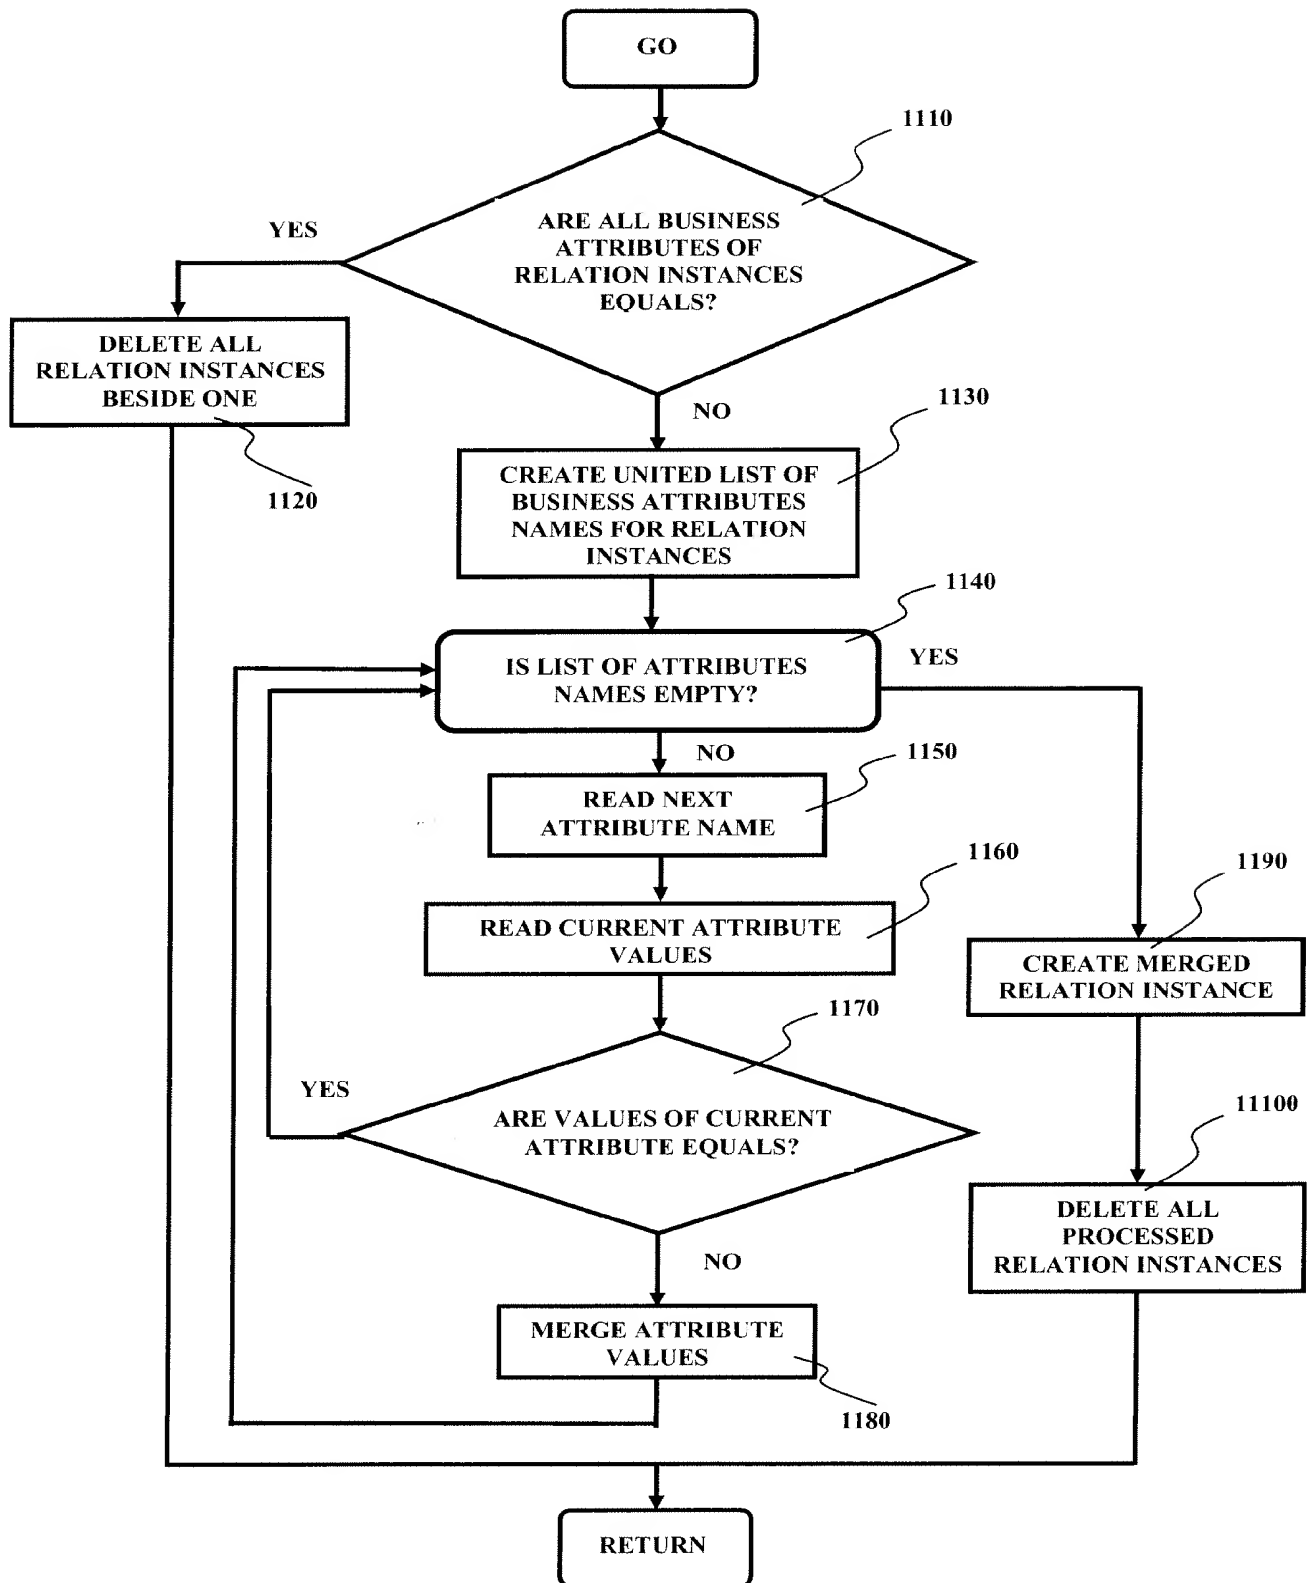 GO
1110
ARE ALL BUSINESS
ATTRIBUTES OF
RELATION INSTANCES
EQUALS?
YES
DELETE ALL
RELATION INSTANCES
BESIDE ONE
1120
NO
1130
CREATE UNITED LIST OF
BUSINESS ATTRIBUTES
NAMES FOR RELATION
INSTANCES
1140
IS LIST OF ATTRIBUTES
NAMES EMPTY?
YES
NO
1150
READ NEXT
ATTRIBUTE NAME
1160
READ CURRENT ATTRIBUTE
VALUES
1190
CREATE MERGED
RELATION INSTANCE
1170
YES
ARE VALUES OF CURRENT
ATTRIBUTE EQUALS?
11100
DELETE ALL
PROCESSED
RELATION INSTANCES
NO
MERGE ATTRIBUTE
VALUES
1180
RETURN